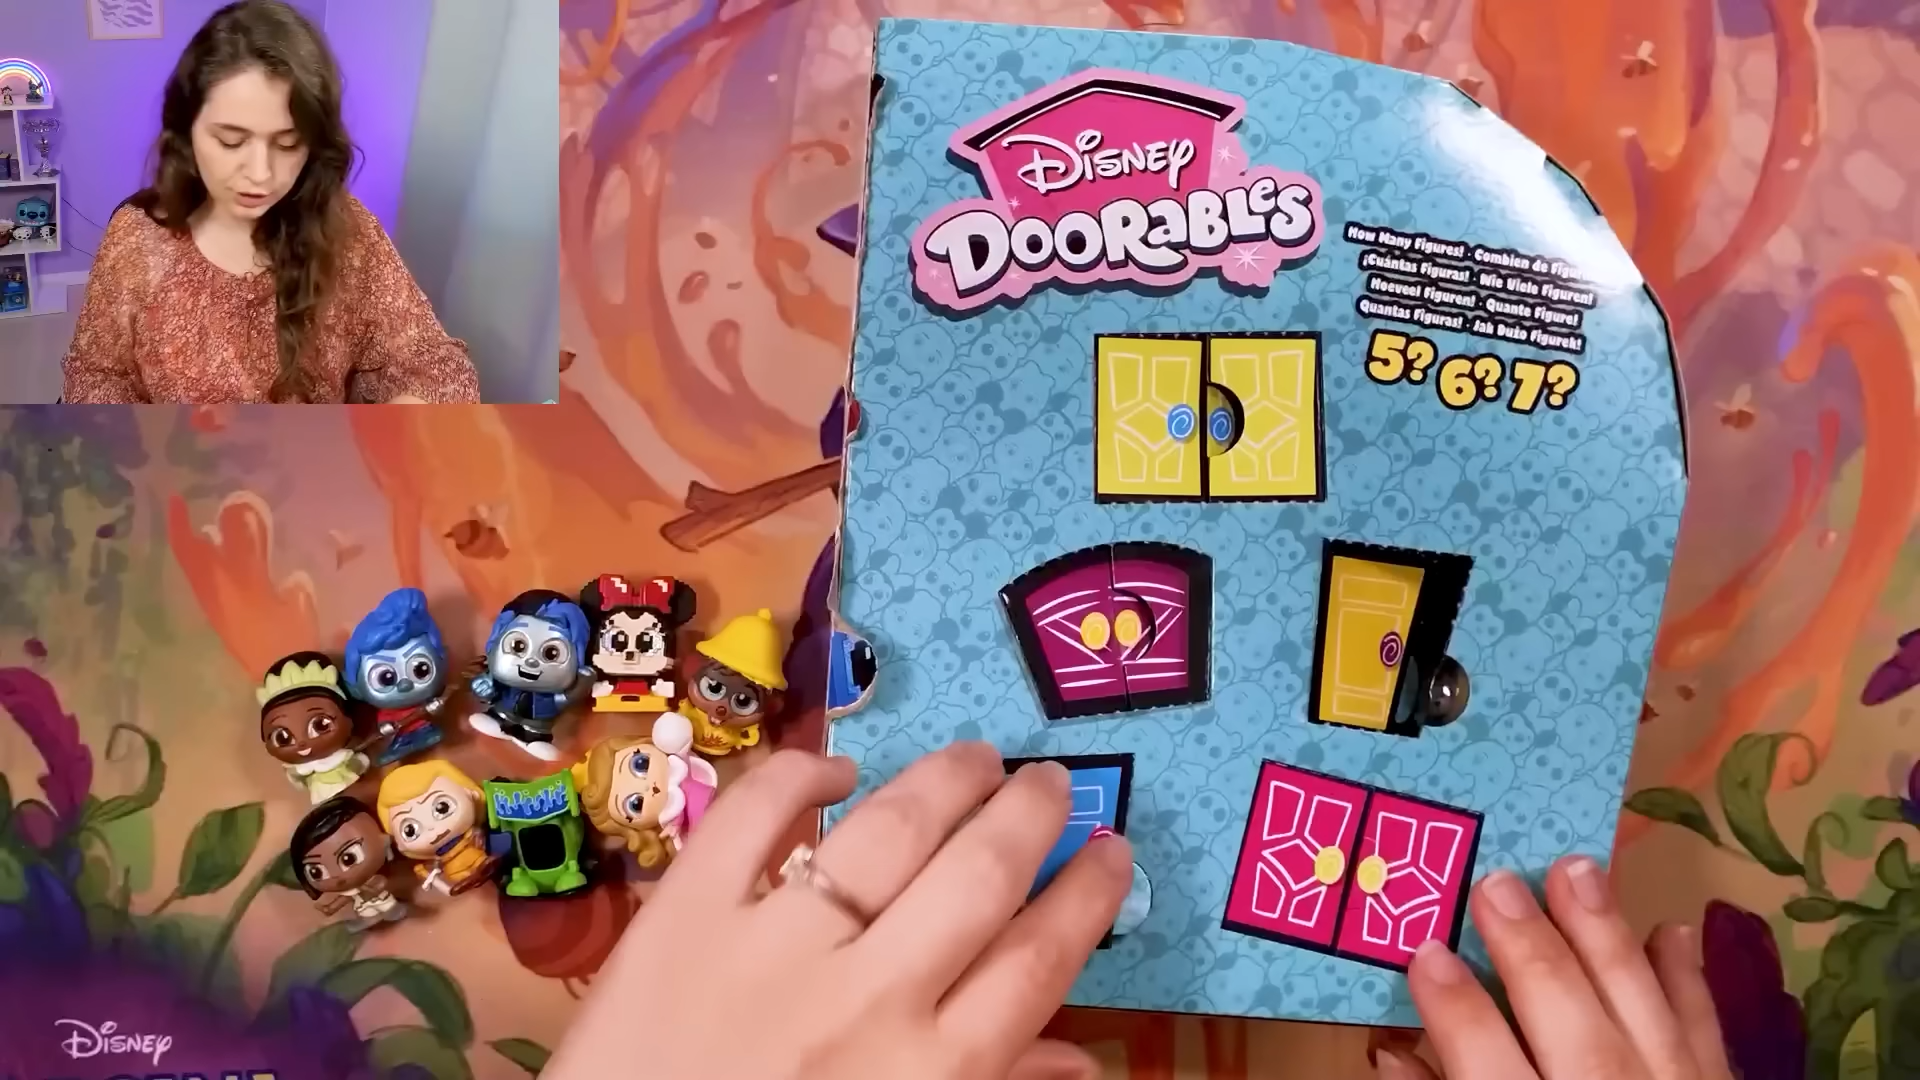 DISNEY
DOORABLES
How Many Figures! · Combien de
¡Cuántas Figuras! · Wie Viele Figuren!
Hoeveel Figuren! · Quante Figure!
Quantas Figuras! · Jak Dużo Figurek!
5? 6? 7?
DISNEY